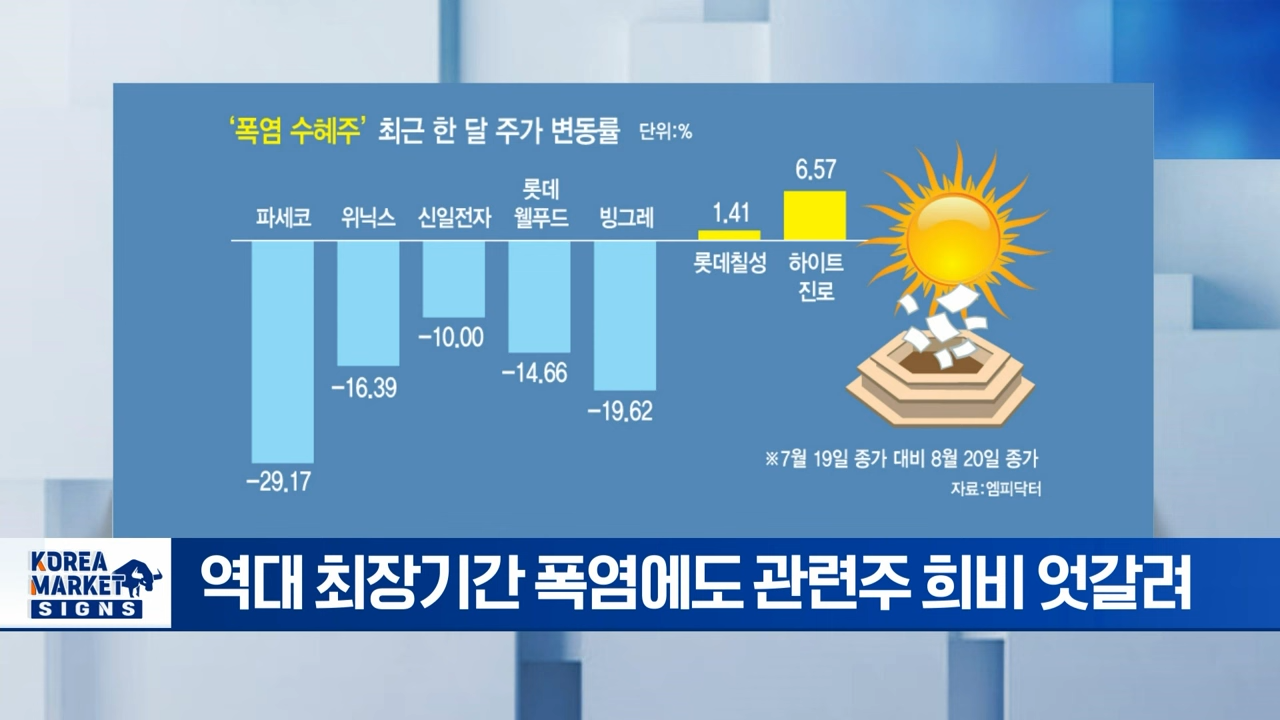 ‘폭염 수혜주’ 최근 한 달 주가 변동률 단위:%
파세코
위닉스
신일전자
롯데
웰푸드
빙그레
1.41
6.57
롯데칠성
하이트
진로
-29.17
-16.39
-10.00
-14.66
-19.62
※7월 19일 종가 대비 8월 20일 종가
자료:엠피닥터
KOREA
MARKET
SIGNS
역대 최장기간 폭염에도 관련주 희비 엇갈려